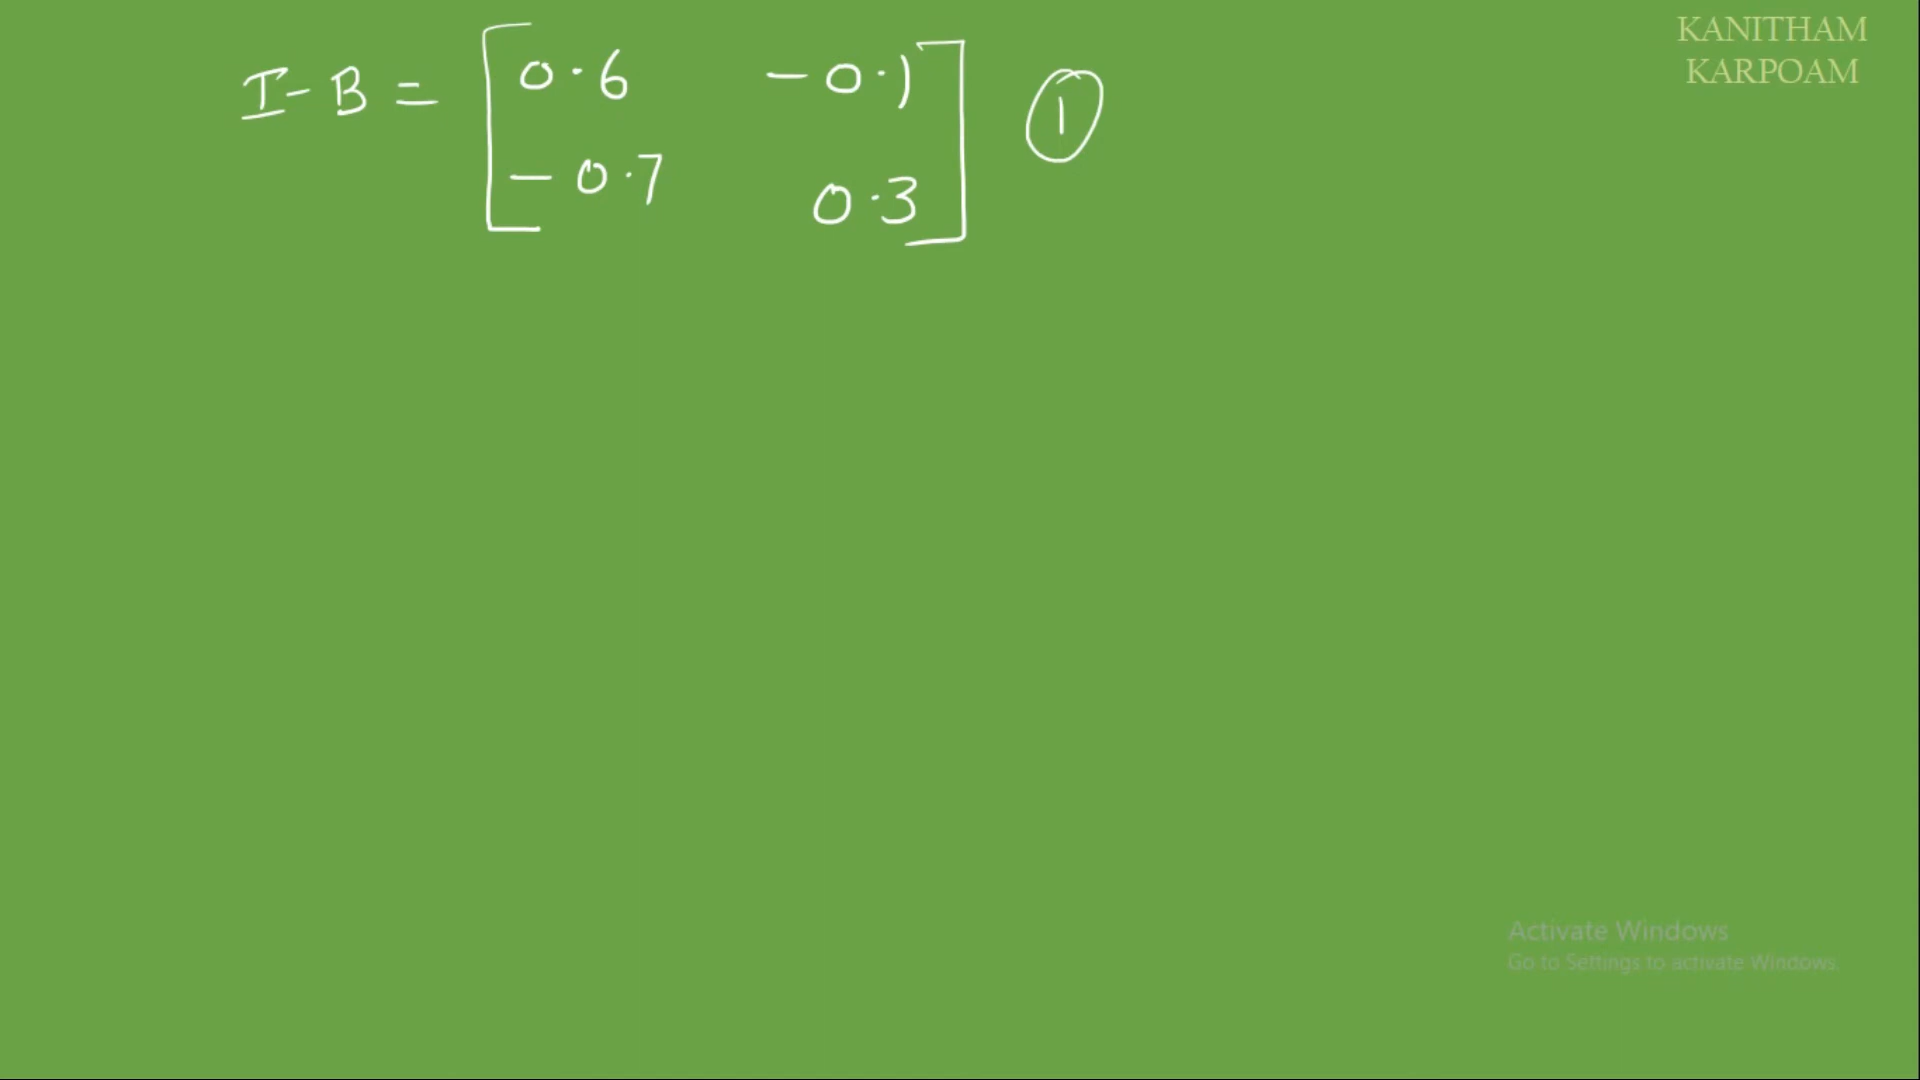 I - B = [ 0.6 - 0.1
- 0.7 0.3 ] ①
KANITHAM
KARPOAM
Activate Windows
Go to Settings to activate Windows.